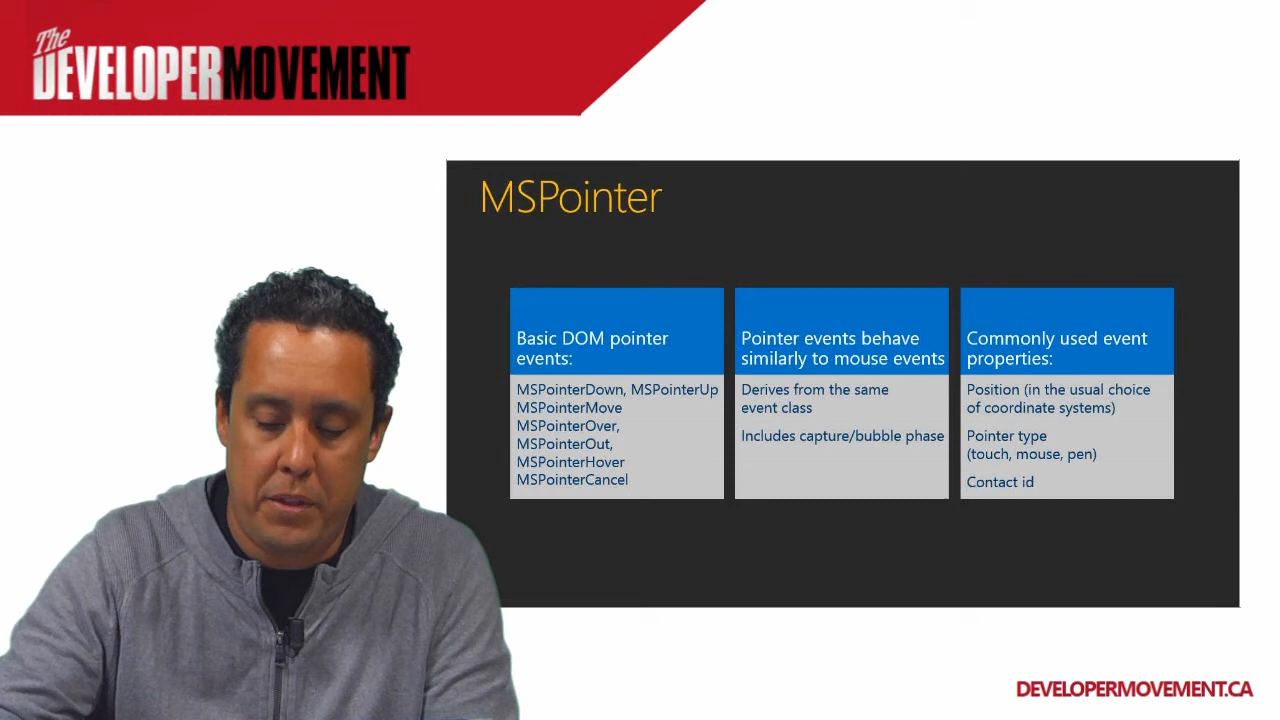 The
DEVELOPERMOVEMENT
MSPointer
Basic DOM pointer
events:
MSPointerDown, MSPointerUp
MSPointerMove
MSPointerOver,
MSPointerOut,
MSPointerHover
MSPointerCancel
Pointer events behave
similarly to mouse events
Derives from the same
event class
Includes capture/bubble phase
Commonly used event
properties:
Position (in the usual choice
of coordinate systems)
Pointer type
(touch, mouse, pen)
Contact id
DEVELOPERMOVEMENT.CA